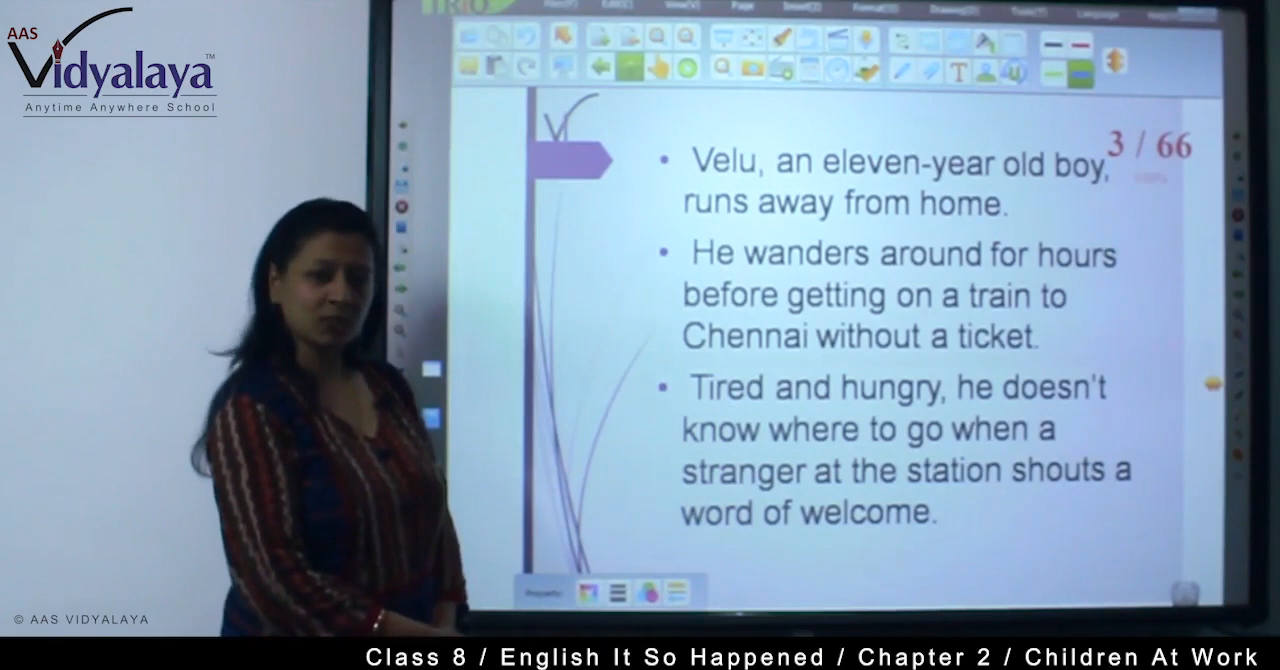 AAS
Vidyalaya™
Anytime Anywhere School
TRIO
3 / 66
• Velu, an eleven-year old boy,
runs away from home.
• He wanders around for hours
before getting on a train to
Chennai without a ticket.
• Tired and hungry, he doesn't
know where to go when a
stranger at the station shouts a
word of welcome.
Property
© AAS VIDYALAYA
Class 8 / English It So Happened / Chapter 2 / Children At Work